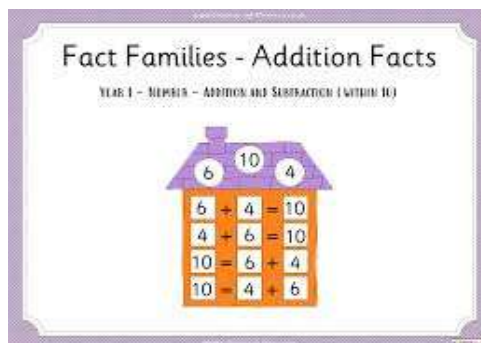 Fact Families - Addition Facts
Year 1 - Number - Addition and Subtraction (within 10)
10
6 4
6 + 4 = 10
4 + 6 = 10
10 = 6 + 4
10 = 4 + 6